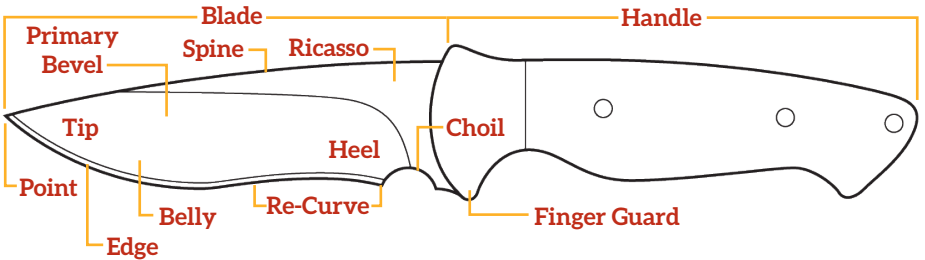 Blade
Handle
Primary
Bevel
Spine
Ricasso
Tip
Choil
Heel
Point
Re-Curve
Belly
Finger Guard
Edge